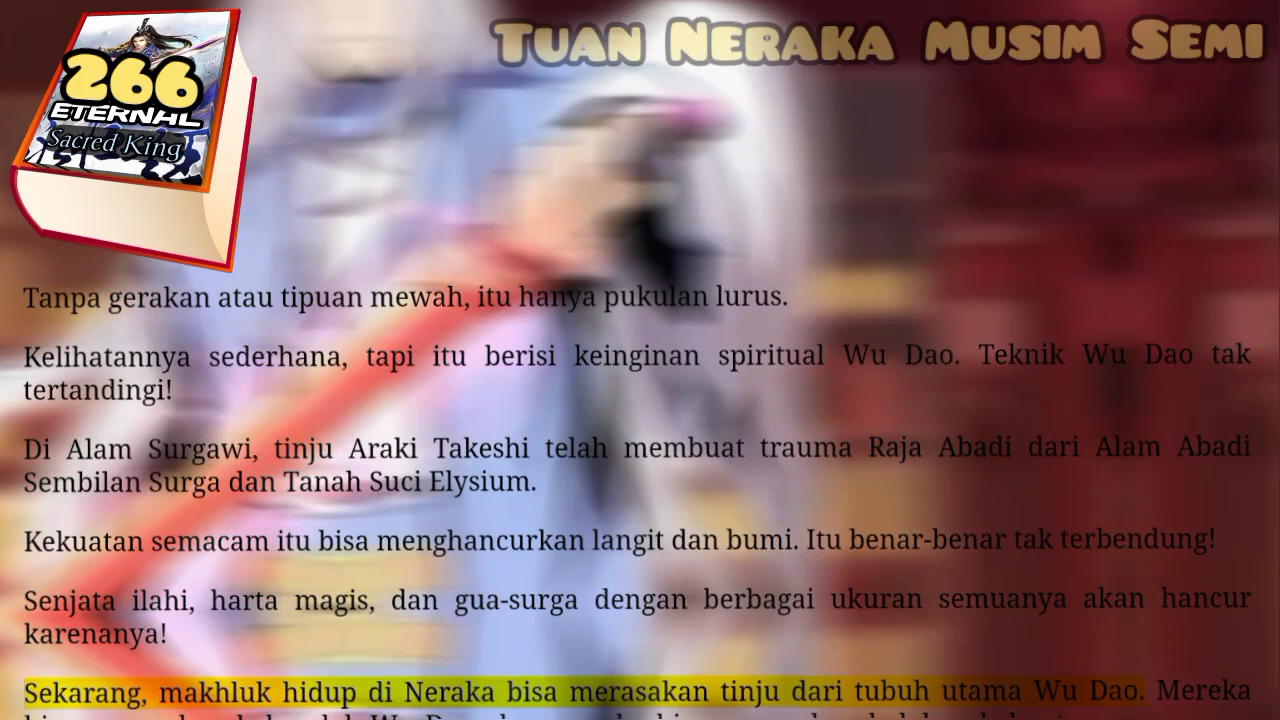 Tuan Neraka Musim Semi
266
ETERNAL
Sacred King
Tanpa gerakan atau tipuan mewah, itu hanya pukulan lurus.
Kelihatannya sederhana, tapi itu berisi keinginan spiritual Wu Dao. Teknik Wu Dao tak
tertandingi!
Di Alam Surgawi, tinju Araki Takeshi telah membuat trauma Raja Abadi dari Alam Abadi
Sembilan Surga dan Tanah Suci Elysium.
Kekuatan semacam itu bisa menghancurkan langit dan bumi. Itu benar-benar tak terbendung!
Senjata ilahi, harta magis, dan gua-surga dengan berbagai ukuran semuanya akan hancur
karenanya!
Sekarang, makhluk hidup di Neraka bisa merasakan tinju dari tubuh utama Wu Dao. Mereka